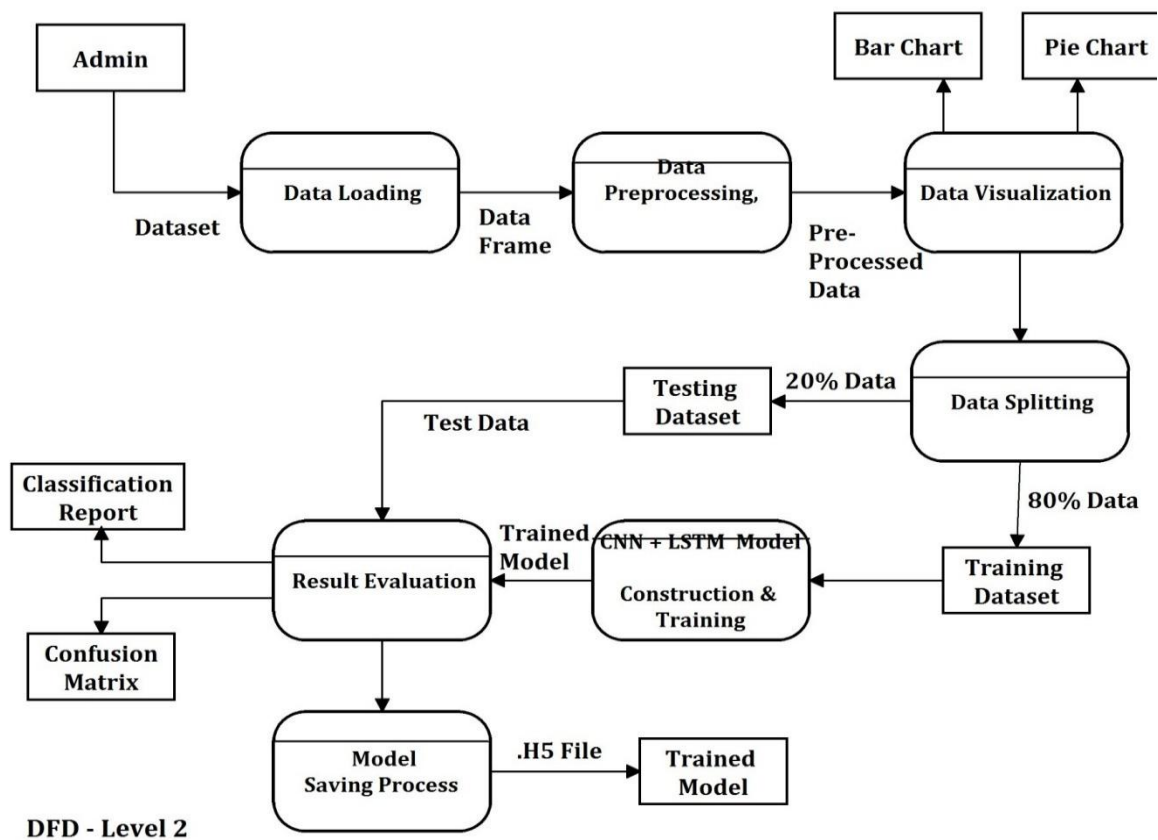 Admin
Bar Chart
Pie Chart
Data Loading
Data
Preprocessing,
Data Visualization
Dataset
Data
Frame
Pre-
Processed
Data
Data Splitting
20% Data
Testing
Dataset
Test Data
80% Data
Training
Dataset
CNN + LSTM Model
Construction &
Training
Trained
Model
Result Evaluation
Classification
Report
Confusion
Matrix
Model
Saving Process
.H5 File
Trained
Model
DFD - Level 2